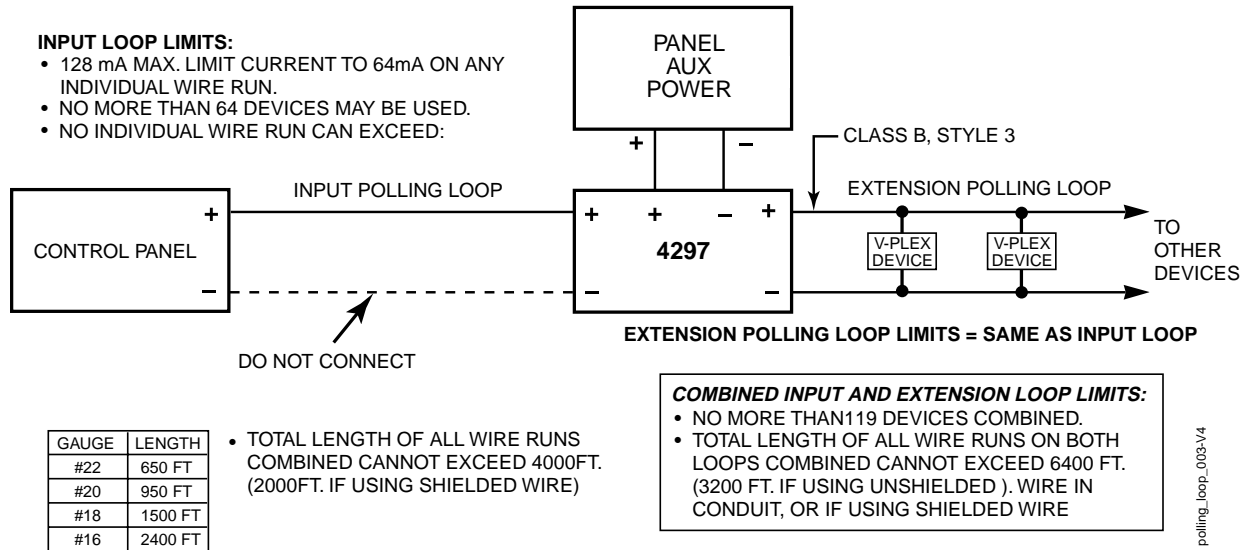 INPUT LOOP LIMITS:
• 128 mA MAX. LIMIT CURRENT TO 64mA ON ANY
INDIVIDUAL WIRE RUN.
• NO MORE THAN 64 DEVICES MAY BE USED.
• NO INDIVIDUAL WIRE RUN CAN EXCEED:
PANEL
AUX
POWER
+ –
CLASS B, STYLE 3
INPUT POLLING LOOP
EXTENSION POLLING LOOP
CONTROL PANEL
+
–
+ + – +
4297
– –
V-PLEX
DEVICE
V-PLEX
DEVICE
TO
OTHER
DEVICES
DO NOT CONNECT
EXTENSION POLLING LOOP LIMITS = SAME AS INPUT LOOP
GAUGE LENGTH
#22 650 FT
#20 950 FT
#18 1500 FT
#16 2400 FT
• TOTAL LENGTH OF ALL WIRE RUNS
COMBINED CANNOT EXCEED 4000FT.
(2000FT. IF USING SHIELDED WIRE)
COMBINED INPUT AND EXTENSION LOOP LIMITS:
• NO MORE THAN119 DEVICES COMBINED.
• TOTAL LENGTH OF ALL WIRE RUNS ON BOTH
LOOPS COMBINED CANNOT EXCEED 6400 FT.
(3200 FT. IF USING UNSHIELDED ). WIRE IN
CONDUIT, OR IF USING SHIELDED WIRE
polling_loop_003-V4